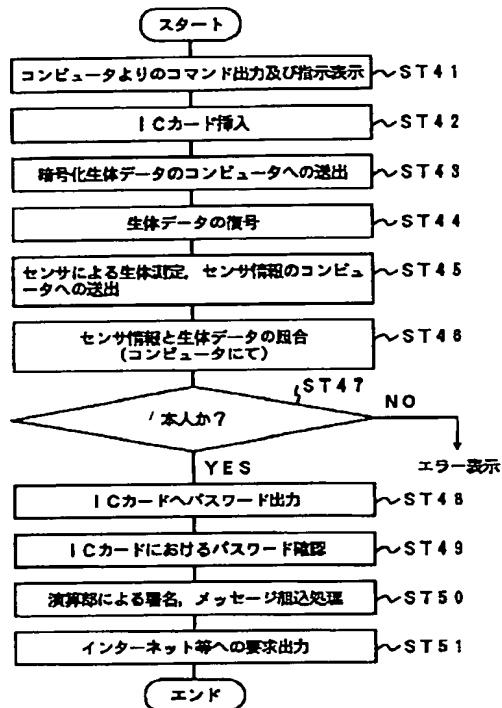 スタート
コンピュータよりのコマンド出力及び指示表示 ST41
ICカード挿入 ST42
暗号化生体データのコンピュータへの送出 ST43
生体データの復号 ST44
センサによる生体測定,センサ情報のコンピュ ST45
ータへの送出
センサ情報と生体データの照合 ST46
(コンピュータにて)
ST47
本人か?
NO
エラー表示
YES
ICカードへパスワード出力 ST48
ICカードにおけるパスワード確認 ST49
演算部による署名,メッセージ組込処理 ST50
インターネット等への要求出力 ST51
エンド